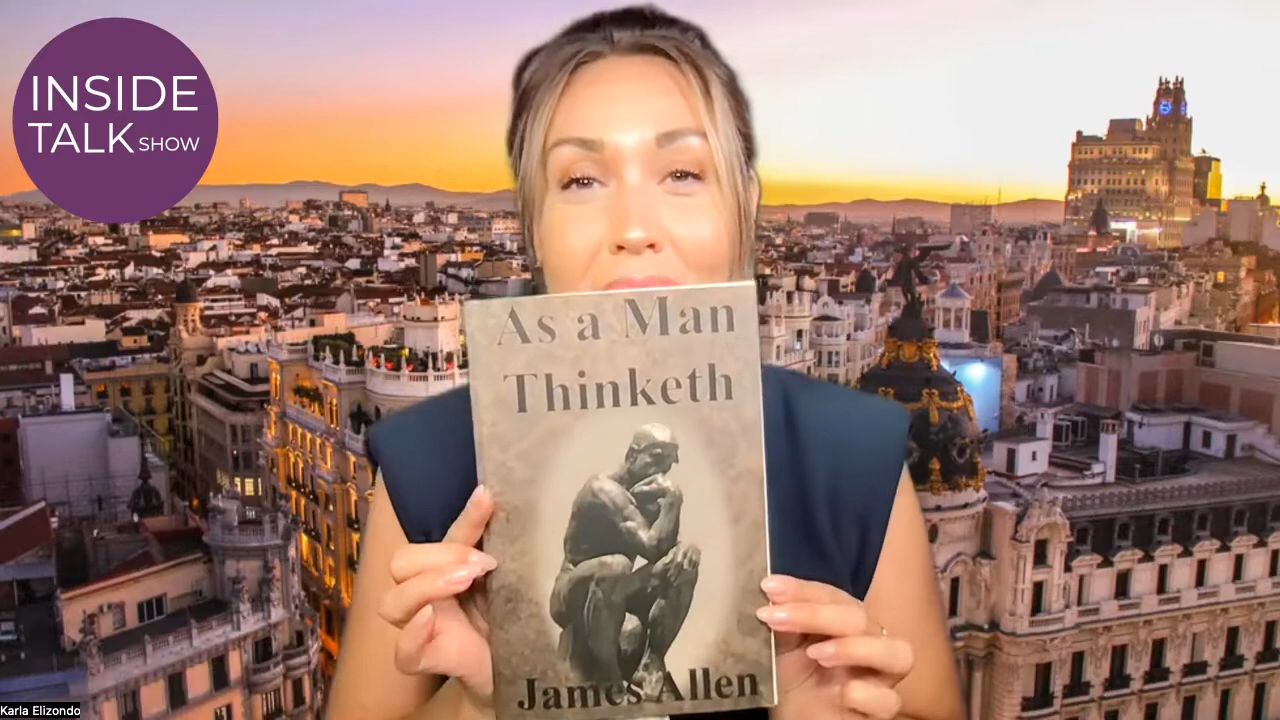 INSIDE
TALK SHOW
As a Man
Thinketh
James Allen
Karla Elizondo